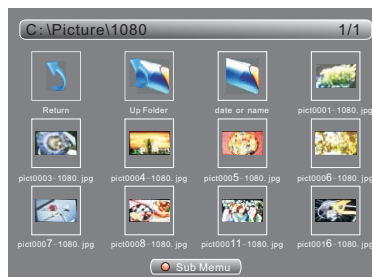 C:\Picture\1080 1/1
Return Up Folder date or name pict0001-1080. jpg
pict0003-1080. jpg pict0004-1080. jpg pict0005-1080. jpg pict0006-1080. jpg
pict0007-1080. jpg pict0008-1080. jpg pict00011-1080. jpg pict0016-1080. jpg
Sub Memu